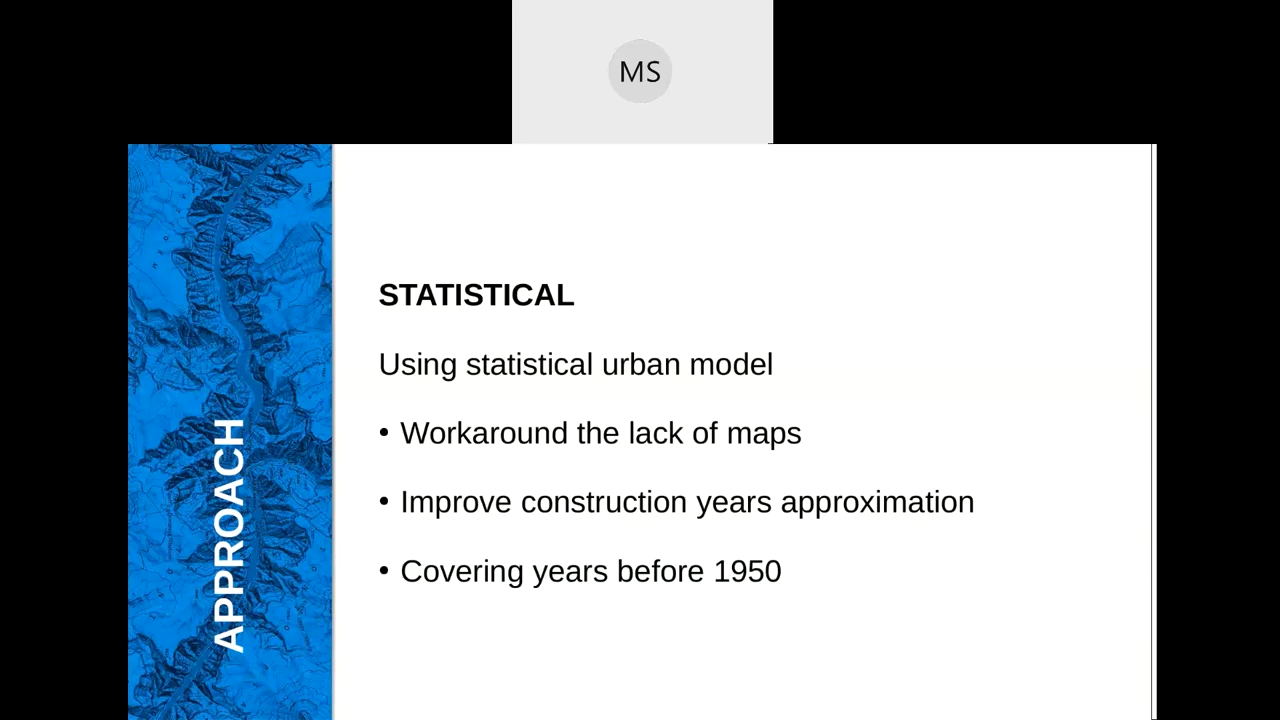 MS
STATISTICAL
Using statistical urban model
• Workaround the lack of maps
• Improve construction years approximation
• Covering years before 1950
APPROACH